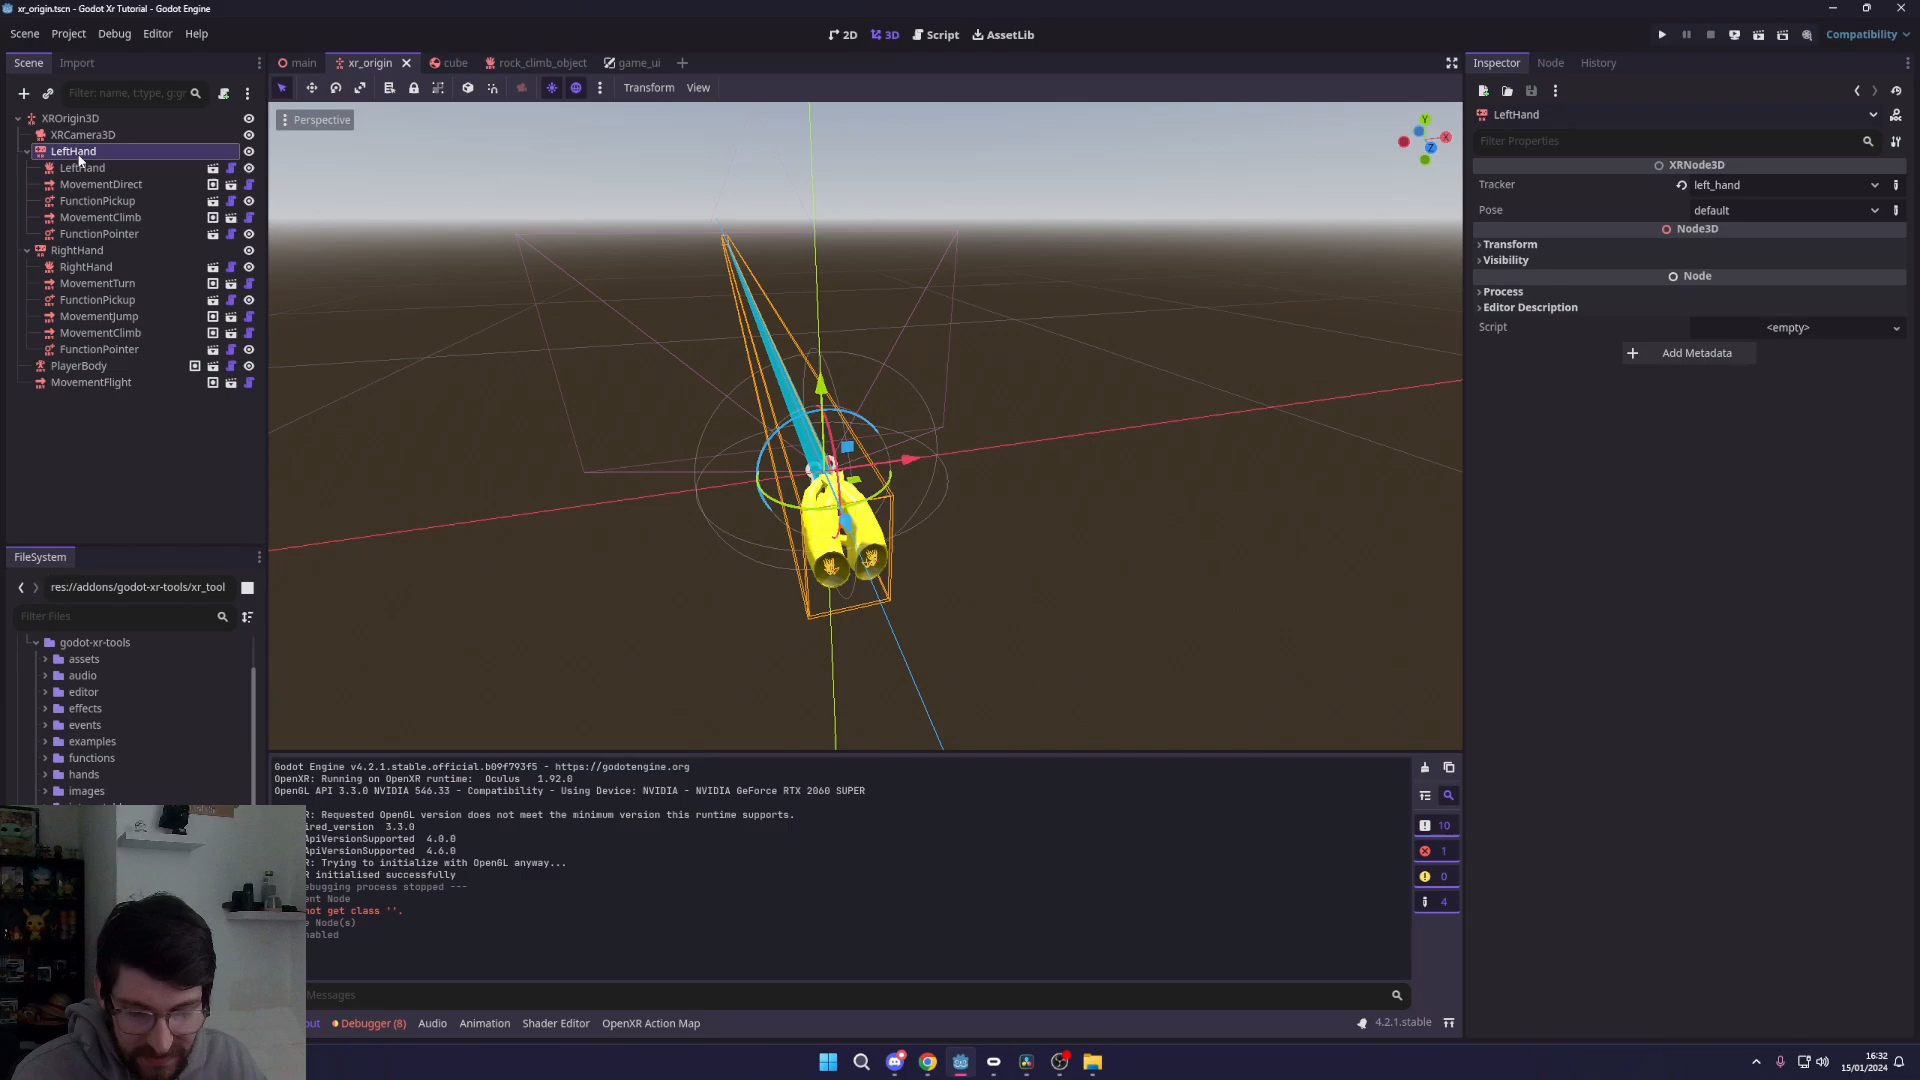 xr_origin.tscn - Godot Xr Tutorial - Godot Engine
Scene Project Debug Editor Help
2D 3D Script AssetLib
Compatibility
Scene Import
main xr_origin cube rock_climb_object game_ui
Inspector Node History
Filter: name, t:type, g:gr
Transform View
XROrigin3D
XRCamera3D
LeftHand
LeftHand
MovementDirect
FunctionPickup
MovementClimb
FunctionPointer
RightHand
RightHand
MovementTurn
FunctionPickup
MovementJump
MovementClimb
FunctionPointer
PlayerBody
MovementFlight
Perspective
Y
X
Z
LeftHand
Filter Properties
XRNode3D
Tracker left_hand
Pose default
Node3D
Transform
Visibility
Node
Process
Editor Description
Script <empty>
Add Metadata
FileSystem
res://addons/godot-xr-tools/xr_tool
Filter Files
godot-xr-tools
assets
audio
editor
effects
events
examples
functions
hands
images
Godot Engine v4.2.1.stable.official.b09f793f5 - https://godotengine.org
OpenXR: Running on OpenXR runtime: Oculus 1.92.0
OpenGL API 3.3.0 NVIDIA 546.33 - Compatibility - Using Device: NVIDIA - NVIDIA GeForce RTX 2060 SUPER
R: Requested OpenGL version does not meet the minimum version this runtime supports.
ired_version 3.3.0
ApiVersionSupported 4.0.0
ApiVersionSupported 4.6.0
R: Trying to initialize with OpenGL anyway...
R initialised successfully
ebugging process stopped ---
ent Node
not get class ''.
e Node(s)
nabled
10
1
0
4
Messages
out Debugger (8) Audio Animation Shader Editor OpenXR Action Map
4.2.1.stable
16:32
15/01/2024